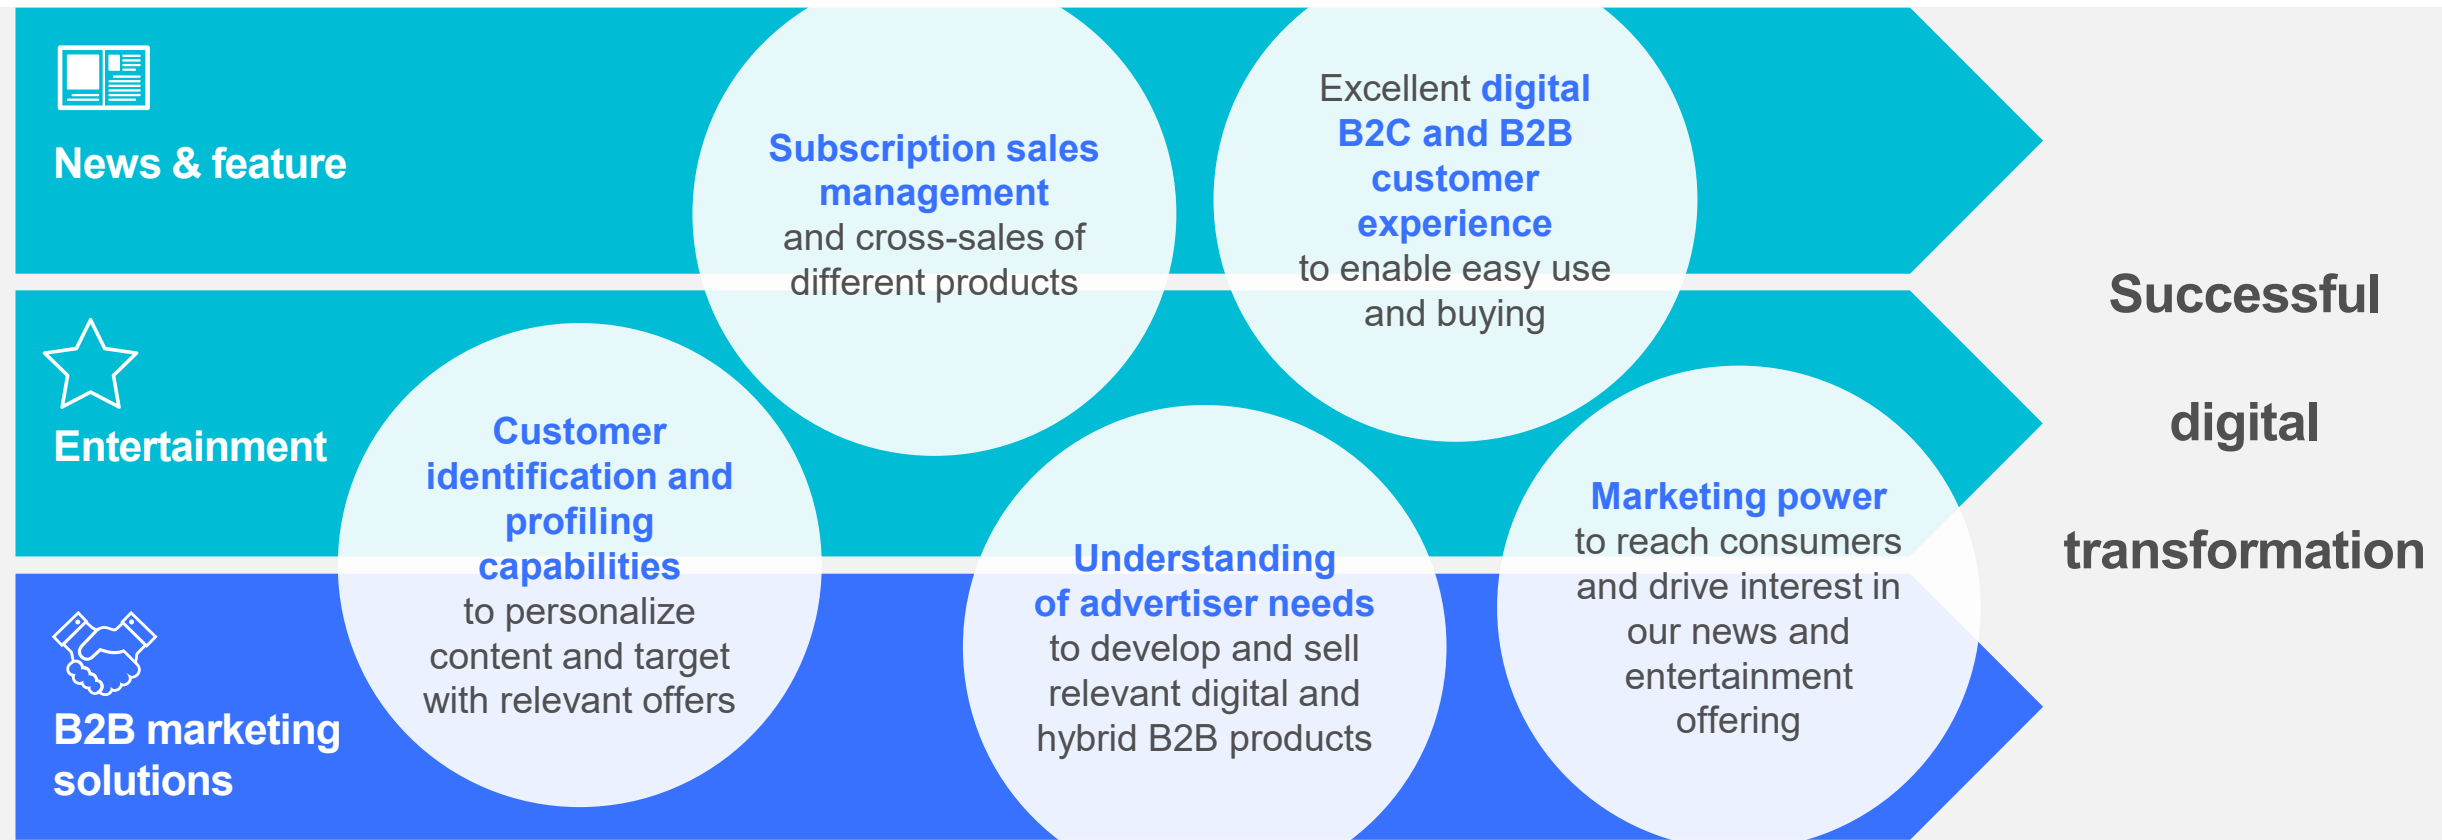 News & feature
Entertainment
B2B marketing
solutions
Subscription sales
management
and cross-sales of
different products
Excellent digital
B2C and B2B
customer
experience
to enable easy use
and buying
Customer
identification and
profiling
capabilities
to personalize
content and target
with relevant offers
Understanding
of advertiser needs
to develop and sell
relevant digital and
hybrid B2B products
Marketing power
to reach consumers
and drive interest in
our news and
entertainment
offering
Successful
digital
transformation